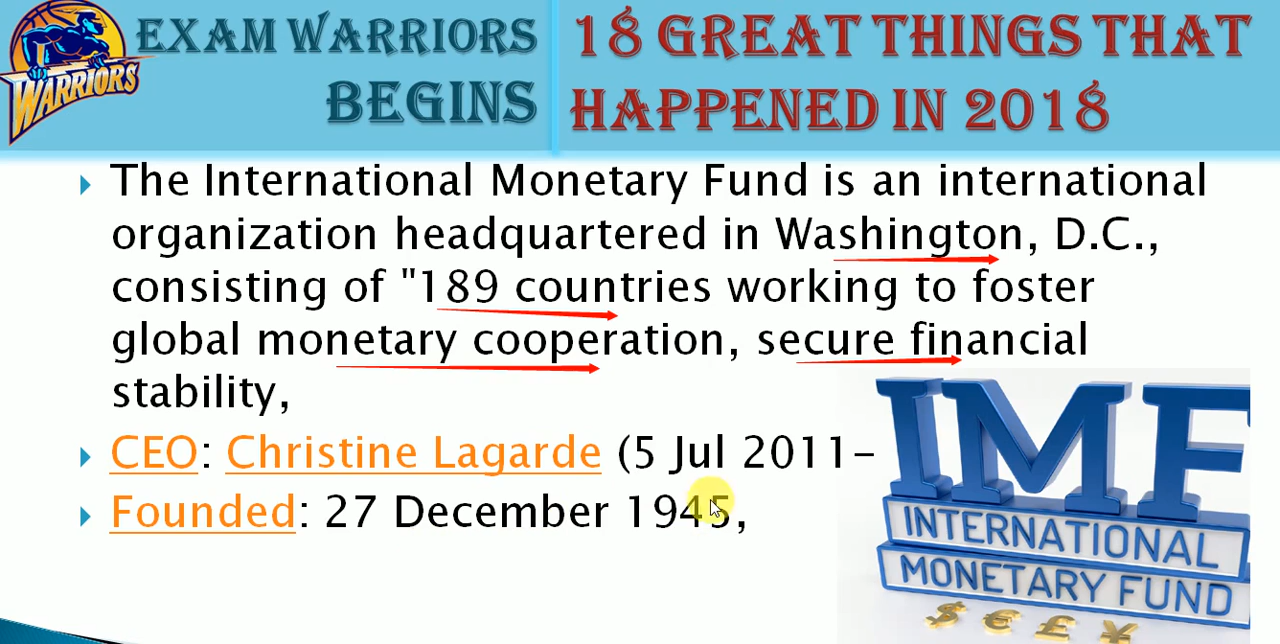 WARRIORS
EXAM WARRIORS
BEGINS
18 GREAT THINGS THAT
HAPPENED IN 2018
The International Monetary Fund is an international
organization headquartered in Washington, D.C.,
consisting of "189 countries working to foster
global monetary cooperation, secure financial
stability,
CEO: Christine Lagarde (5 Jul 2011–
Founded: 27 December 1945,
IMF
INTERNATIONAL
MONETARY FUND
$ € £ ¥